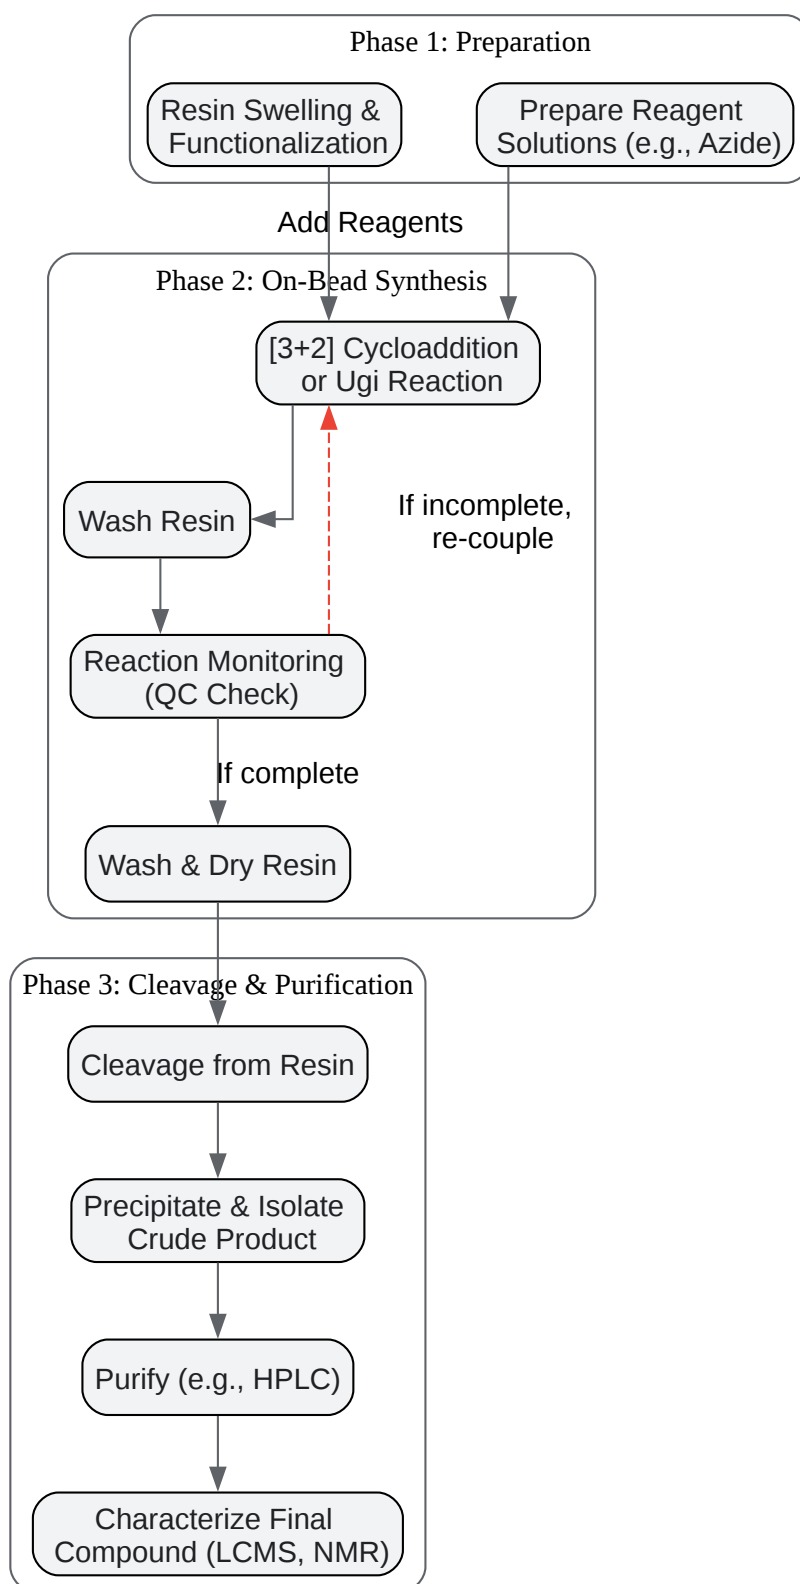 Phase 1: Preparation
Resin Swelling &
Functionalization
Prepare Reagent
Solutions (e.g., Azide)
Add Reagents
Phase 2: On-Bead Synthesis
[3+2] Cycloaddition
or Ugi Reaction
Wash Resin
If incomplete,
re-couple
Reaction Monitoring
(QC Check)
If complete
Wash & Dry Resin
Phase 3: Cleavage & Purification
Cleavage from Resin
Precipitate & Isolate
Crude Product
Purify (e.g., HPLC)
Characterize Final
Compound (LCMS, NMR)